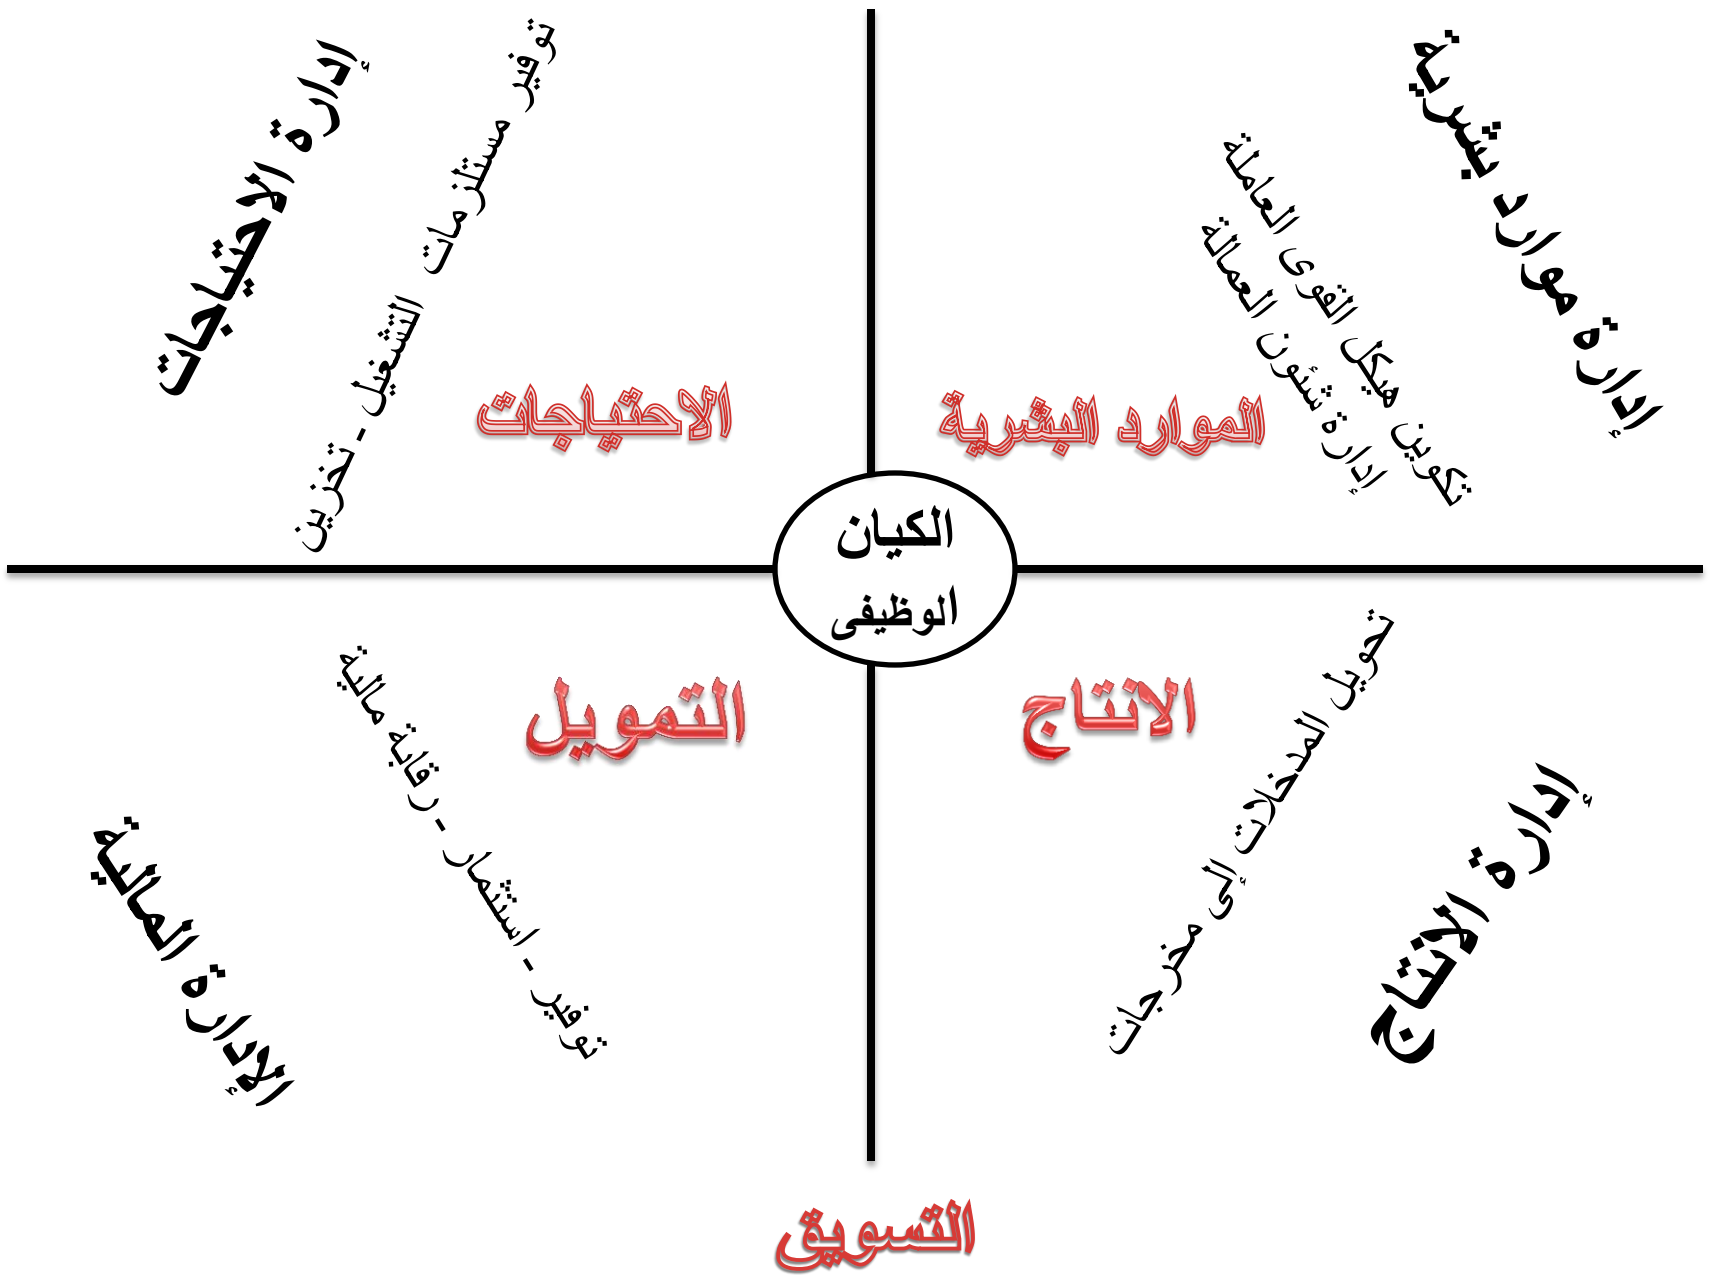 إدارة موارد بشرية
تكوين هيكل القوى العاملة
إدارة شئون العمالة
الموارد البشرية
إدارة الاحتياجات
توفير مستلزمات التشغيل - تخزين
الاحتياجات
الكيان
الوظيفى
الانتاج
تحويل المدخلات إلى مخرجات
إدارة الانتاج
التمويل
توفير - استثمار - رقابة مالية
الإدارة المالية
التسويق